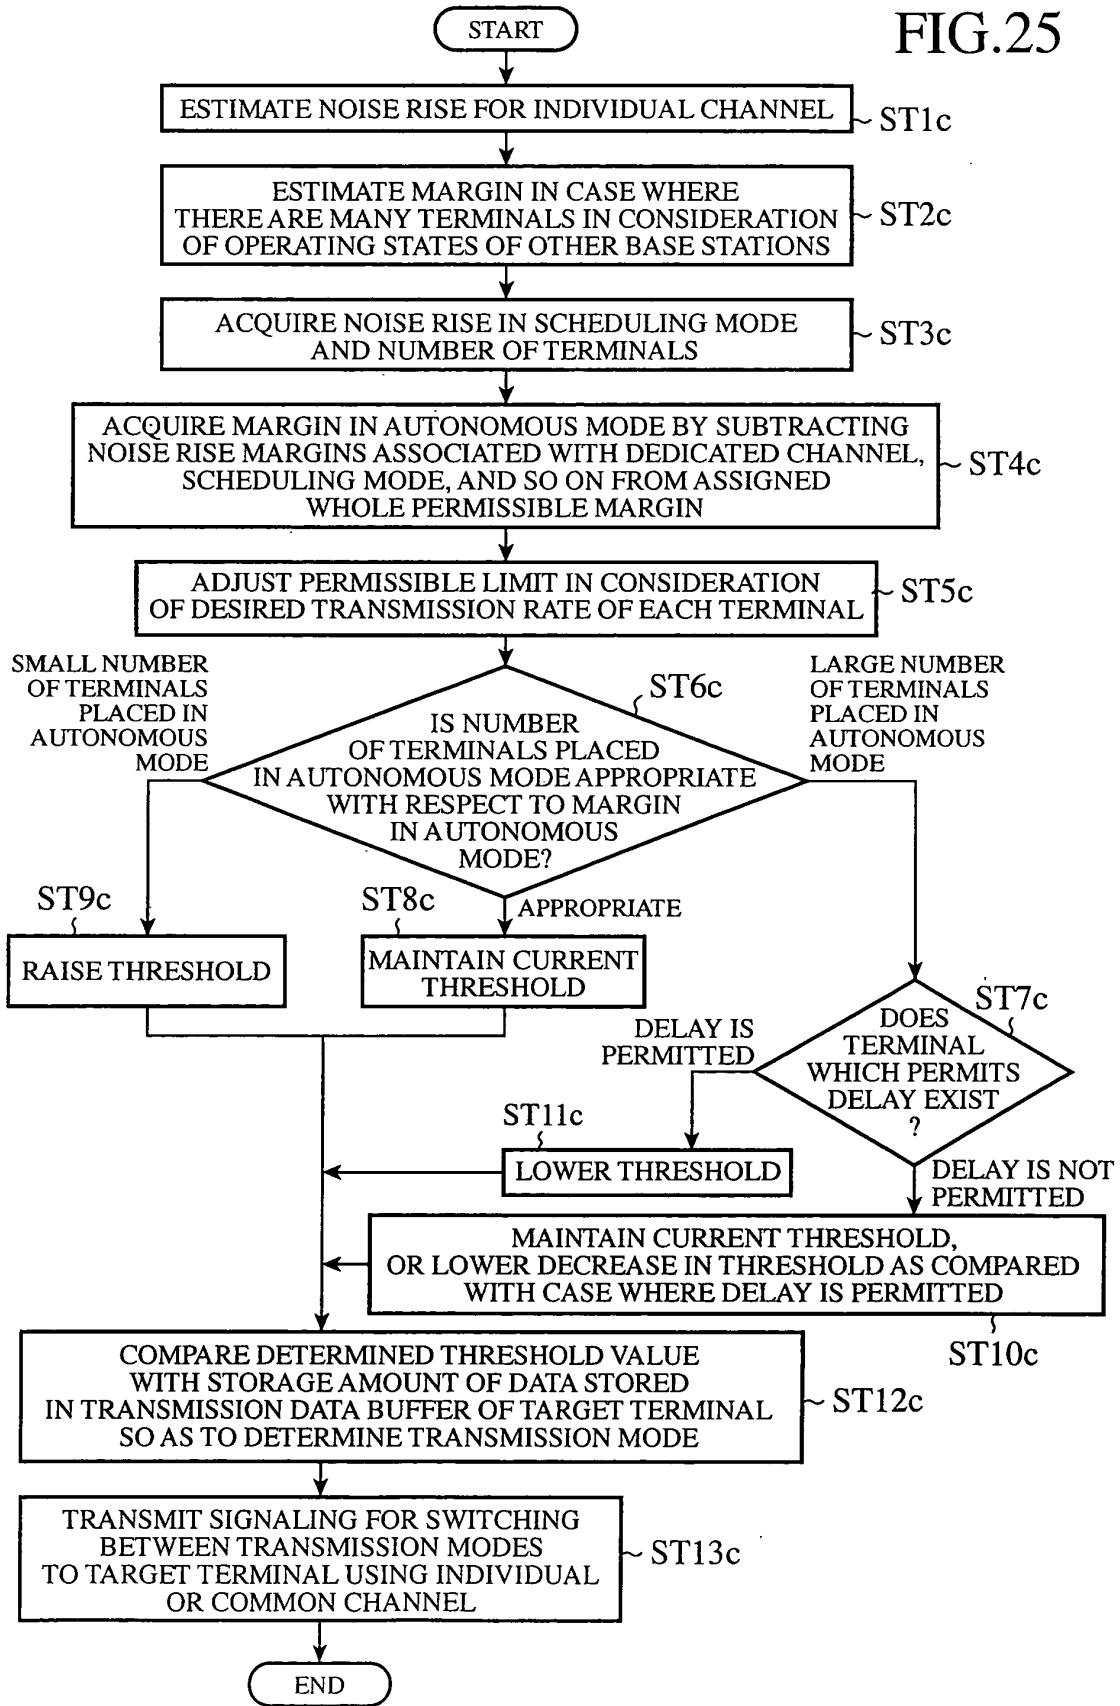 FIG.25
START
ESTIMATE NOISE RISE FOR INDIVIDUAL CHANNEL
ST1c
ESTIMATE MARGIN IN CASE WHERE
THERE ARE MANY TERMINALS IN CONSIDERATION
OF OPERATING STATES OF OTHER BASE STATIONS
ST2c
ACQUIRE NOISE RISE IN SCHEDULING MODE
AND NUMBER OF TERMINALS
ST3c
ACQUIRE MARGIN IN AUTONOMOUS MODE BY SUBTRACTING
NOISE RISE MARGINS ASSOCIATED WITH DEDICATED CHANNEL,
SCHEDULING MODE, AND SO ON FROM ASSIGNED
WHOLE PERMISSIBLE MARGIN
ST4c
ADJUST PERMISSIBLE LIMIT IN CONSIDERATION
OF DESIRED TRANSMISSION RATE OF EACH TERMINAL
ST5c
SMALL NUMBER
OF TERMINALS
PLACED IN
AUTONOMOUS
MODE
ST6c
IS NUMBER
OF TERMINALS PLACED
IN AUTONOMOUS MODE APPROPRIATE
WITH RESPECT TO MARGIN
IN AUTONOMOUS
MODE?
LARGE NUMBER
OF TERMINALS
PLACED IN
AUTONOMOUS
MODE
ST9c
RAISE THRESHOLD
ST8c
APPROPRIATE
MAINTAIN CURRENT
THRESHOLD
ST7c
DOES
TERMINAL
WHICH PERMITS
DELAY EXIST
?
DELAY IS
PERMITTED
ST11c
LOWER THRESHOLD
DELAY IS NOT
PERMITTED
MAINTAIN CURRENT THRESHOLD,
OR LOWER DECREASE IN THRESHOLD AS COMPARED
WITH CASE WHERE DELAY IS PERMITTED
ST10c
COMPARE DETERMINED THRESHOLD VALUE
WITH STORAGE AMOUNT OF DATA STORED
IN TRANSMISSION DATA BUFFER OF TARGET TERMINAL
SO AS TO DETERMINE TRANSMISSION MODE
ST12c
TRANSMIT SIGNALING FOR SWITCHING
BETWEEN TRANSMISSION MODES
TO TARGET TERMINAL USING INDIVIDUAL
OR COMMON CHANNEL
ST13c
END